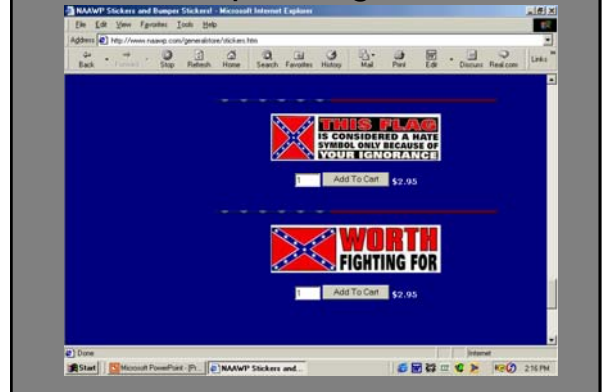 NAAWP Stickers and Bumper Stickers! - Microsoft Internet Explorer
File Edit View Favorites Tools Help
Address http://www.naawp.com/generalstore/stickers.htm Links
Back Forward Stop Refresh Home Search Favorites History Mail Print Edit Discuss Real.com
THIS FLAG
IS CONSIDERED A HATE
SYMBOL ONLY BECAUSE OF
YOUR IGNORANCE
1 Add To Cart $2.95
WORTH
FIGHTING FOR
1 Add To Cart $2.95
Done Internet
Start Microsoft PowerPoint - [Pr... NAAWP Stickers and... 2:16 PM